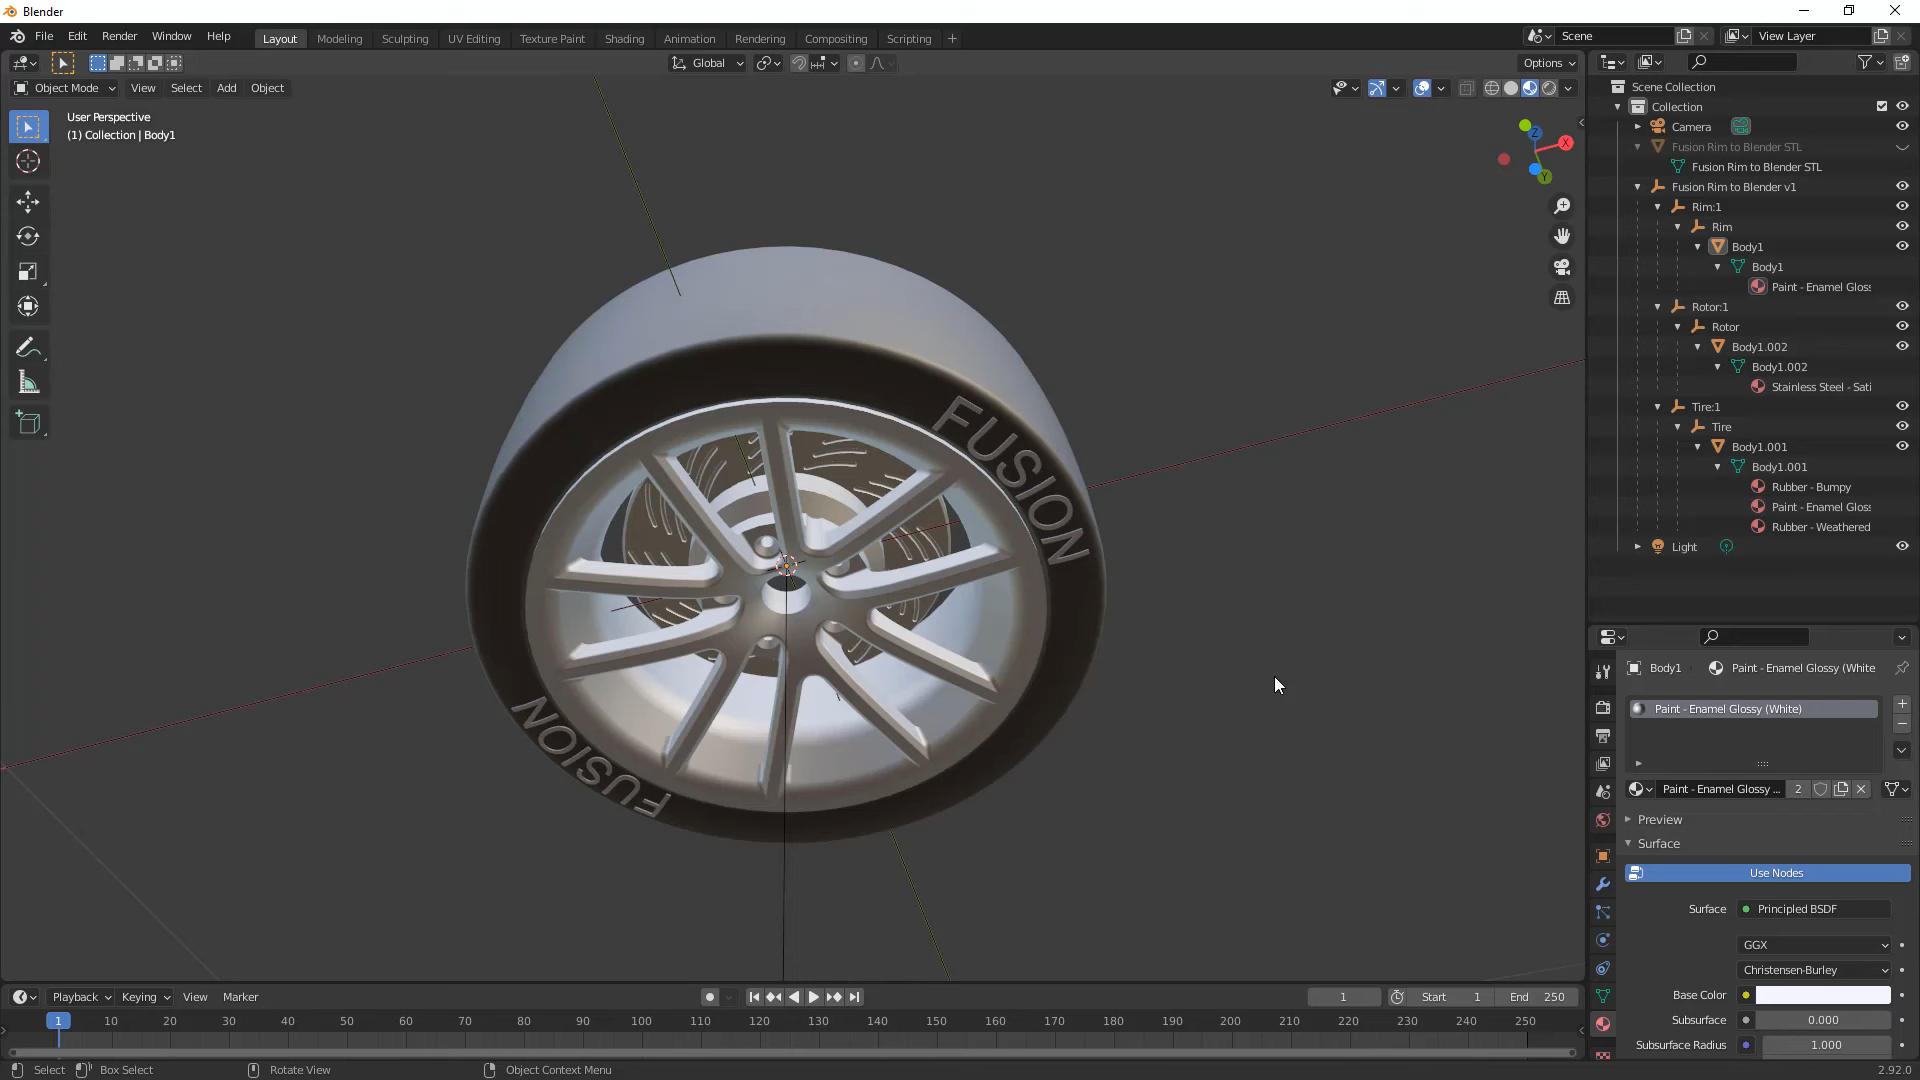 Blender
File Edit Render Window Help
Layout Modeling Sculpting UV Editing Texture Paint Shading Animation Rendering Compositing Scripting +
Scene
View Layer
Global
Options
Object Mode View Select Add Object
User Perspective
(1) Collection | Body1
Z
X
Y
FUSION
FUSION
Scene Collection
Collection
Camera
Fusion Rim to Blender STL
Fusion Rim to Blender STL
Fusion Rim to Blender v1
Rim:1
Rim
Body1
Body1
Paint - Enamel Glos
Rotor:1
Rotor
Body1.002
Body1.002
Stainless Steel - Sati
Tire:1
Tire
Body1.001
Body1.001
Rubber - Bumpy
Paint - Enamel Glos
Rubber - Weathered
Light
Body1 Paint - Enamel Glossy (White
Paint - Enamel Glossy (White)
Paint - Enamel Glossy ... 2
Preview
Surface
Use Nodes
Surface Principled BSDF
GGX
Christensen-Burley
Base Color
Subsurface 0.000
Subsurface Radius 1.000
Playback Keying View Marker
1 Start 1 End 250
1 10 20 30 40 50 60 70 80 90 100 110 120 130 140 150 160 170 180 190 200 210 220 230 240 250
Select Box Select Rotate View Object Context Menu
2.92.0